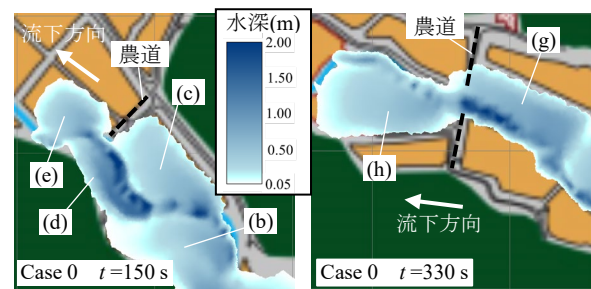 流下方向
農道
(c)
(e)
(d)
(b)
Case 0 t=150 s
水深(m)
2.00
1.50
1.00
0.50
0.05
農道
(g)
(h)
流下方向
Case 0 t=330 s